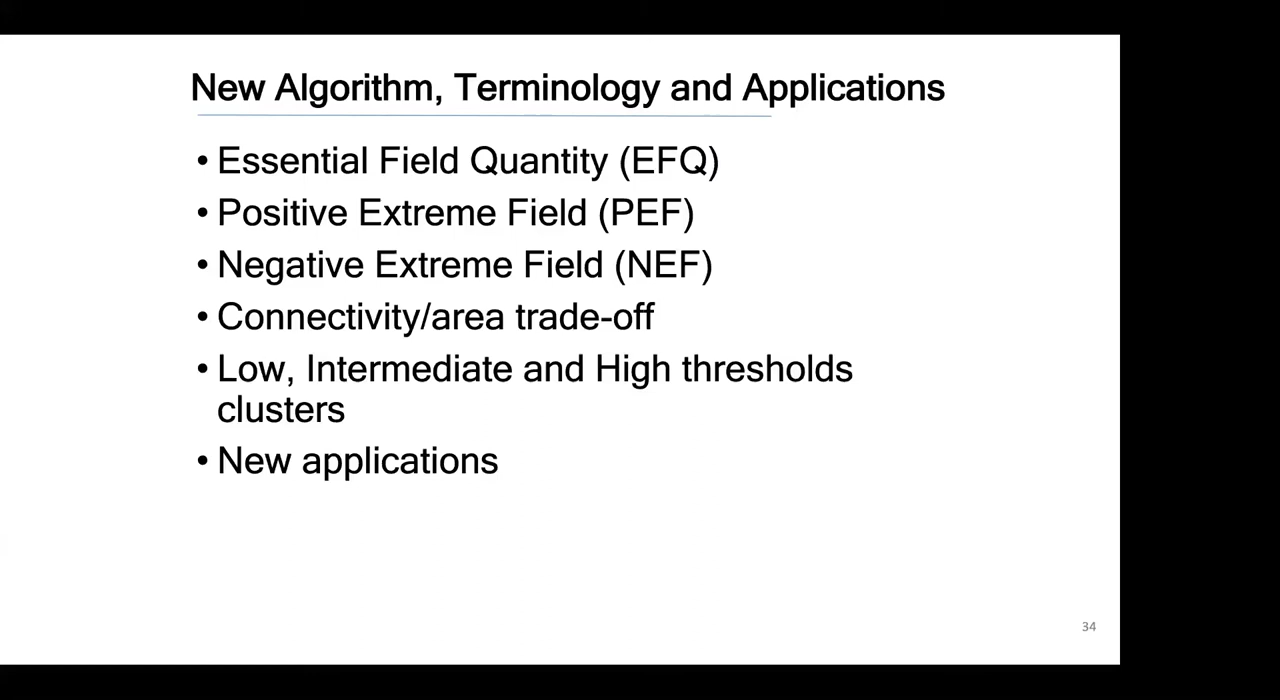 New Algorithm, Terminology and Applications
• Essential Field Quantity (EFQ)
• Positive Extreme Field (PEF)
• Negative Extreme Field (NEF)
• Connectivity/area trade-off
• Low, Intermediate and High thresholds
clusters
• New applications
34